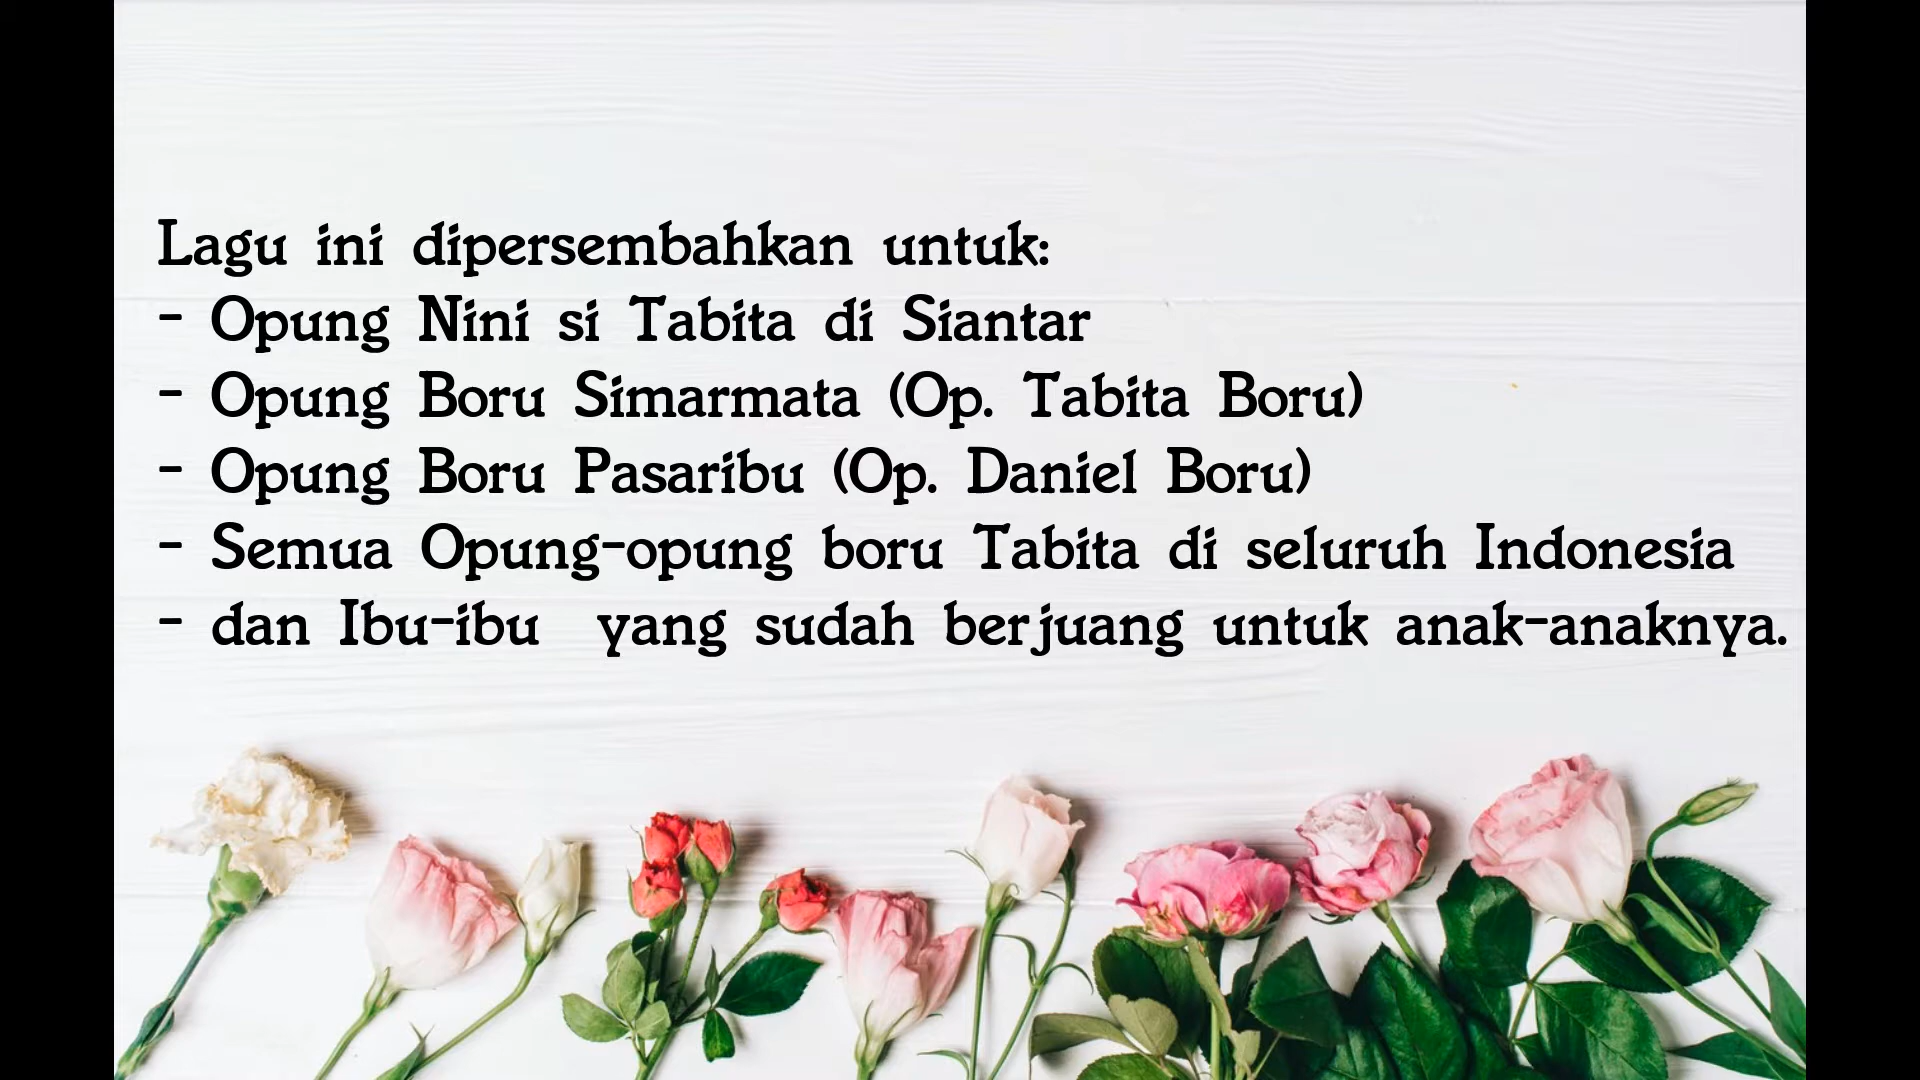 Lagu ini dipersembahkan untuk:
- Opung Nini si Tabita di Siantar
- Opung Boru Simarmata (Op. Tabita Boru)
- Opung Boru Pasaribu (Op. Daniel Boru)
- Semua Opung-opung boru Tabita di seluruh Indonesia
- dan Ibu-ibu  yang sudah berjuang untuk anak-anaknya.